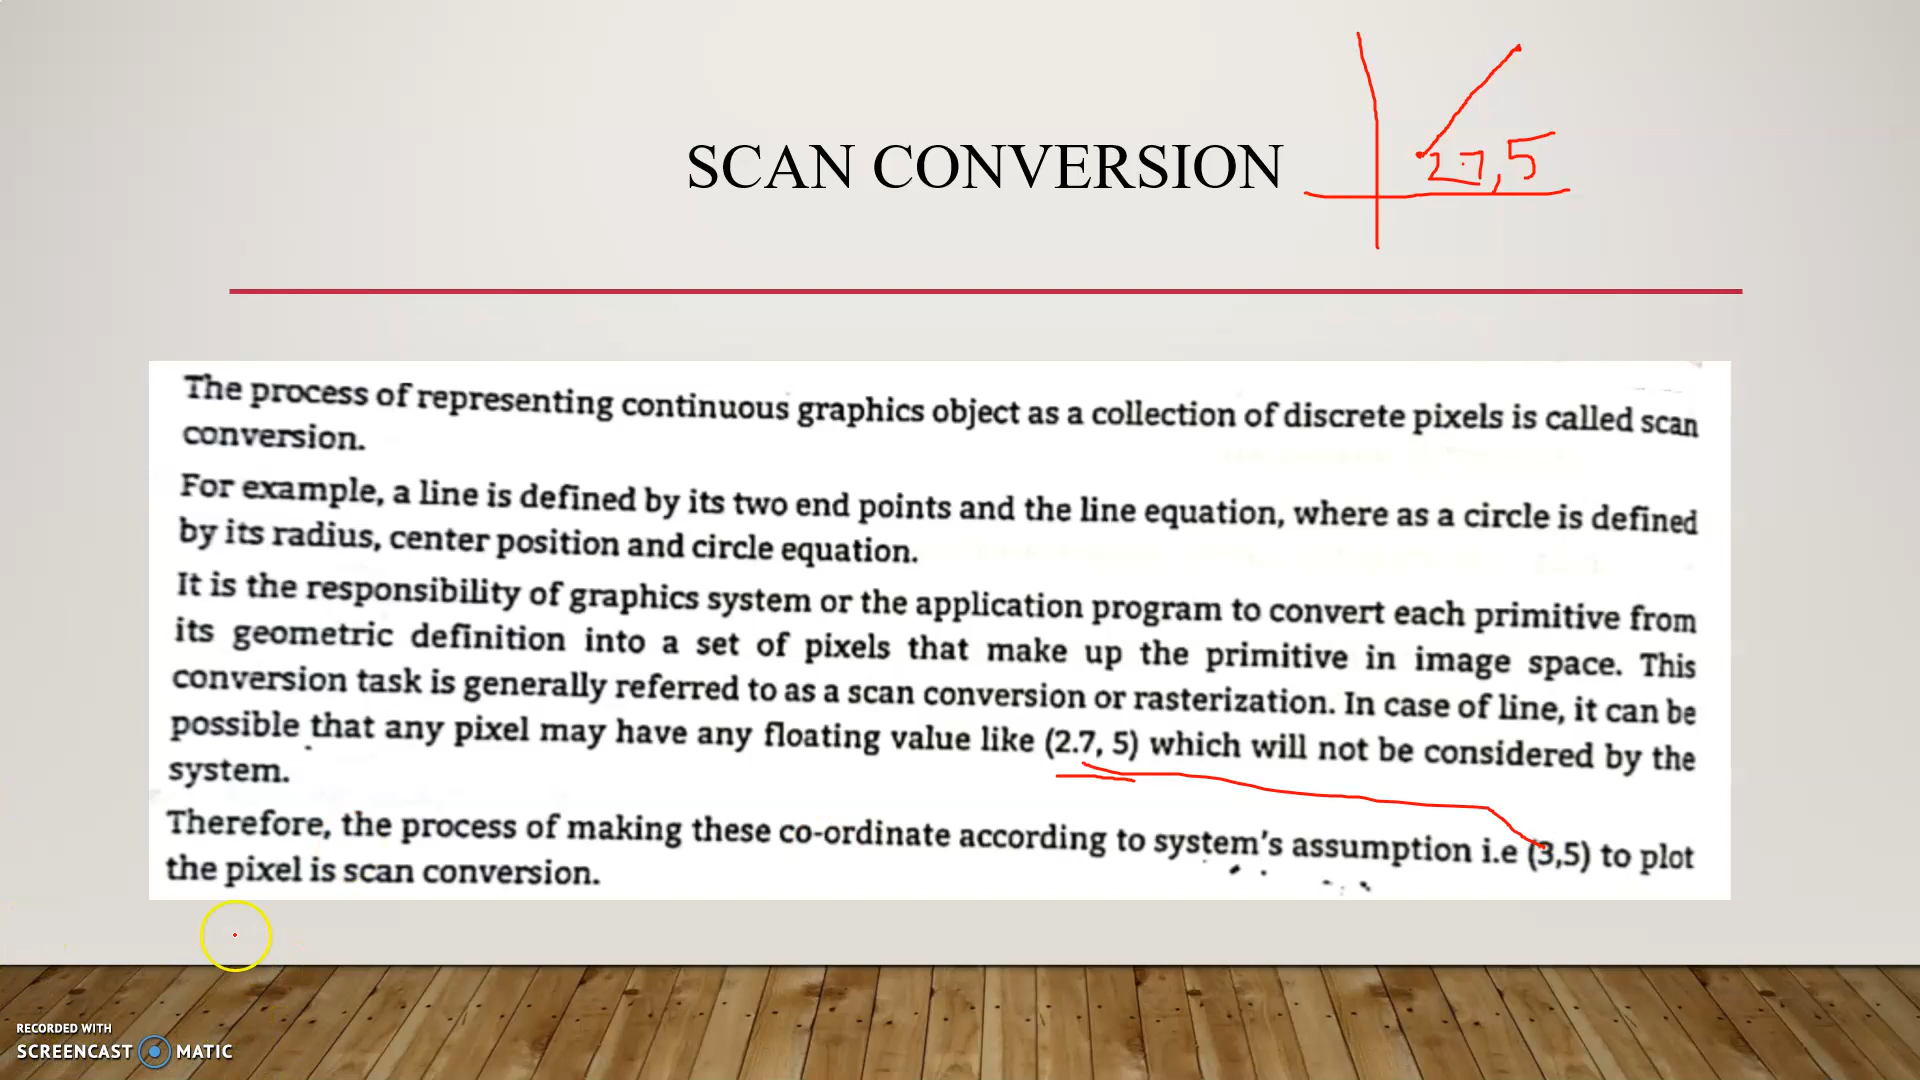 SCAN CONVERSION
2.7,5
The process of representing continuous graphics object as a collection of discrete pixels is called scan
conversion.
For example, a line is defined by its two end points and the line equation, where as a circle is defined
by its radius, center position and circle equation.
It is the responsibility of graphics system or the application program to convert each primitive from
its geometric definition into a set of pixels that make up the primitive in image space. This
conversion task is generally referred to as a scan conversion or rasterization. In case of line, it can be
possible that any pixel may have any floating value like (2.7, 5) which will not be considered by the
system.
Therefore, the process of making these co-ordinate according to system's assumption i.e (3,5) to plot
the pixel is scan conversion.
RECORDED WITH
SCREENCAST MATIC